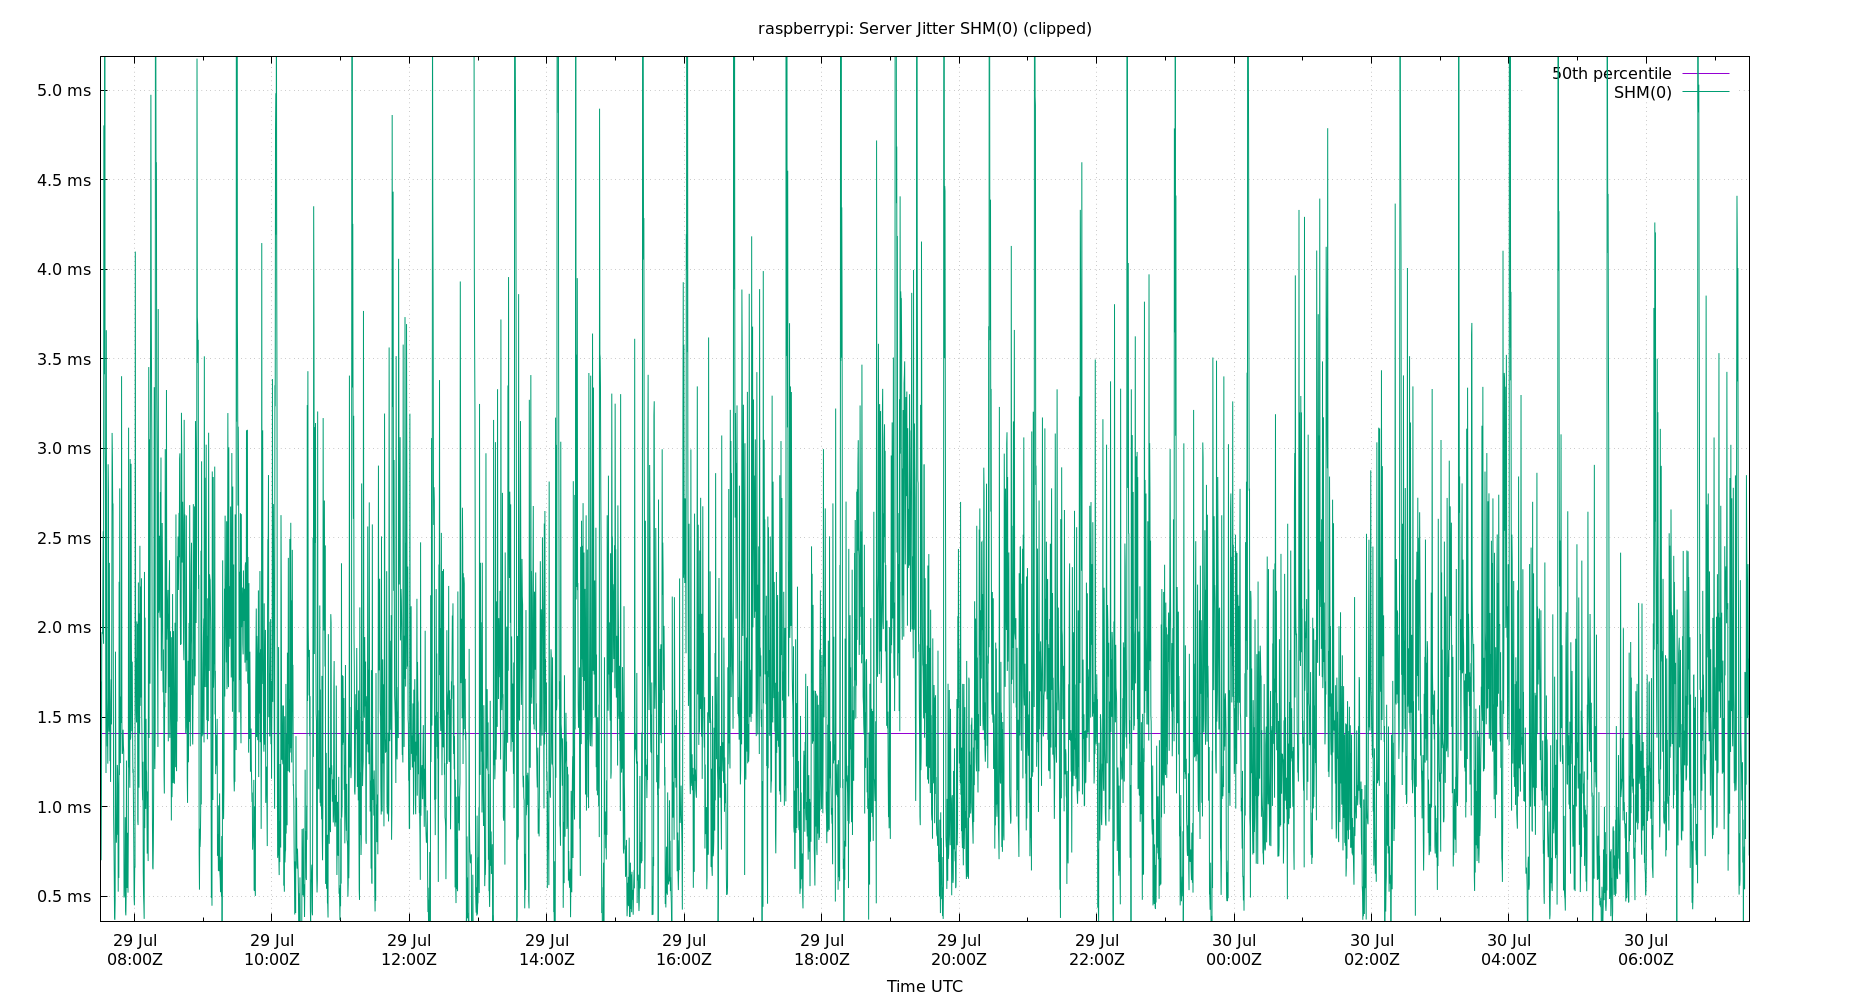 raspberrypi: Server Jitter SHM(0) (clipped)
50th percentile
SHM(0)
5.0 ms
4.5 ms
4.0 ms
3.5 ms
3.0 ms
2.5 ms
2.0 ms
1.5 ms
1.0 ms
0.5 ms
29 Jul 29 Jul 29 Jul 29 Jul 29 Jul 29 Jul 29 Jul 29 Jul 30 Jul 30 Jul 30 Jul 30 Jul
08:00Z 10:00Z 12:00Z 14:00Z 16:00Z 18:00Z 20:00Z 22:00Z 00:00Z 02:00Z 04:00Z 06:00Z
Time UTC